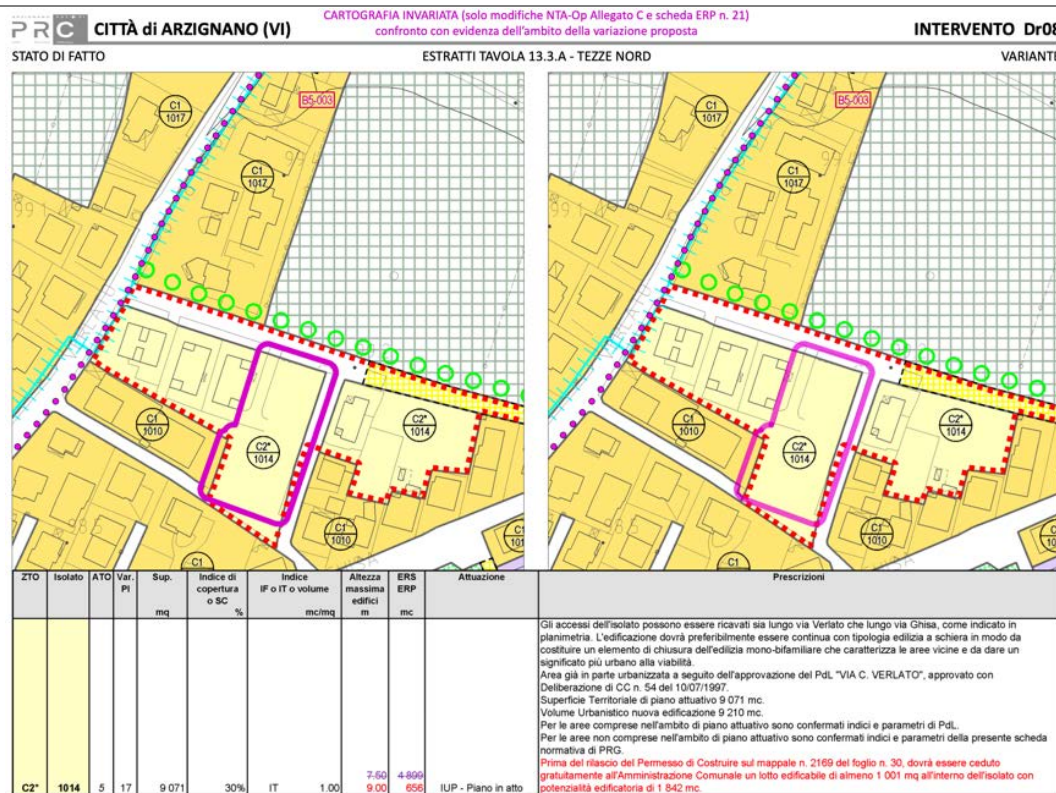 PRC CITTÀ di ARZIGNANO (VI)
CARTOGRAFIA INVARIATA (solo modifiche NTA-Op Allegato C e scheda ERP n. 21)
confronto con evidenza dell'ambito della variazione proposta
INTERVENTO Dr08
STATO DI FATTO
ESTRATTI TAVOLA 13.3.A - TEZZE NORD
VARIANTE
C1
1017
B5-003
C1
1017
C1
1010
C2*
1014
C2*
1014
C1
1010
C1
C1
1017
B5-003
C1
1017
C1
1010
C2*
1014
C2*
1014
C1
1010
C1
ZTO
Isolato
ATO
Var. PI
Sup.
mq
Indice di copertura o SC
%
Indice IF o IT o volume
mc/mq
Altezza massima edifici
m
ERS ERP
mc
Attuazione
Prescrizioni
Gli accessi dell'isolato possono essere ricavati sia lungo via Verlato che lungo via Ghisa, come indicato in
planimetria. L'edificazione dovrà preferibilmente essere continua con tipologia edilizia a schiera in modo da
costituire un elemento di chiusura dell'edilizia mono-bifamiliare che caratterizza le aree vicine e da dare un
significato più urbano alla viabilità.
Area già in parte urbanizzata a seguito dell'approvazione del PdL "VIA C. VERLATO", approvato con
Deliberazione di CC n. 54 del 10/07/1997.
Superficie Territoriale di piano attuativo 9 071 mc.
Volume Urbanistico nuova edificazione 9 210 mc.
Per le aree comprese nell'ambito di piano attuativo sono confermati indici e parametri di PdL.
Per le aree non comprese nell'ambito di piano attuativo sono confermati indici e parametri della presente scheda
normativa di PRG.
Prima del rilascio del Permesso di Costruire sul mappale n. 2169 del foglio n. 30, dovrà essere ceduto
gratuitamente all'Amministrazione Comunale un lotto edificabile di almeno 1 001 mq all'interno dell'isolato con
potenzialità edificatoria di 1 842 mc.
7.50 4 899
C2* 1014 5 17 9 071 30% IT 1.00 9.00 656 IUP - Piano in atto